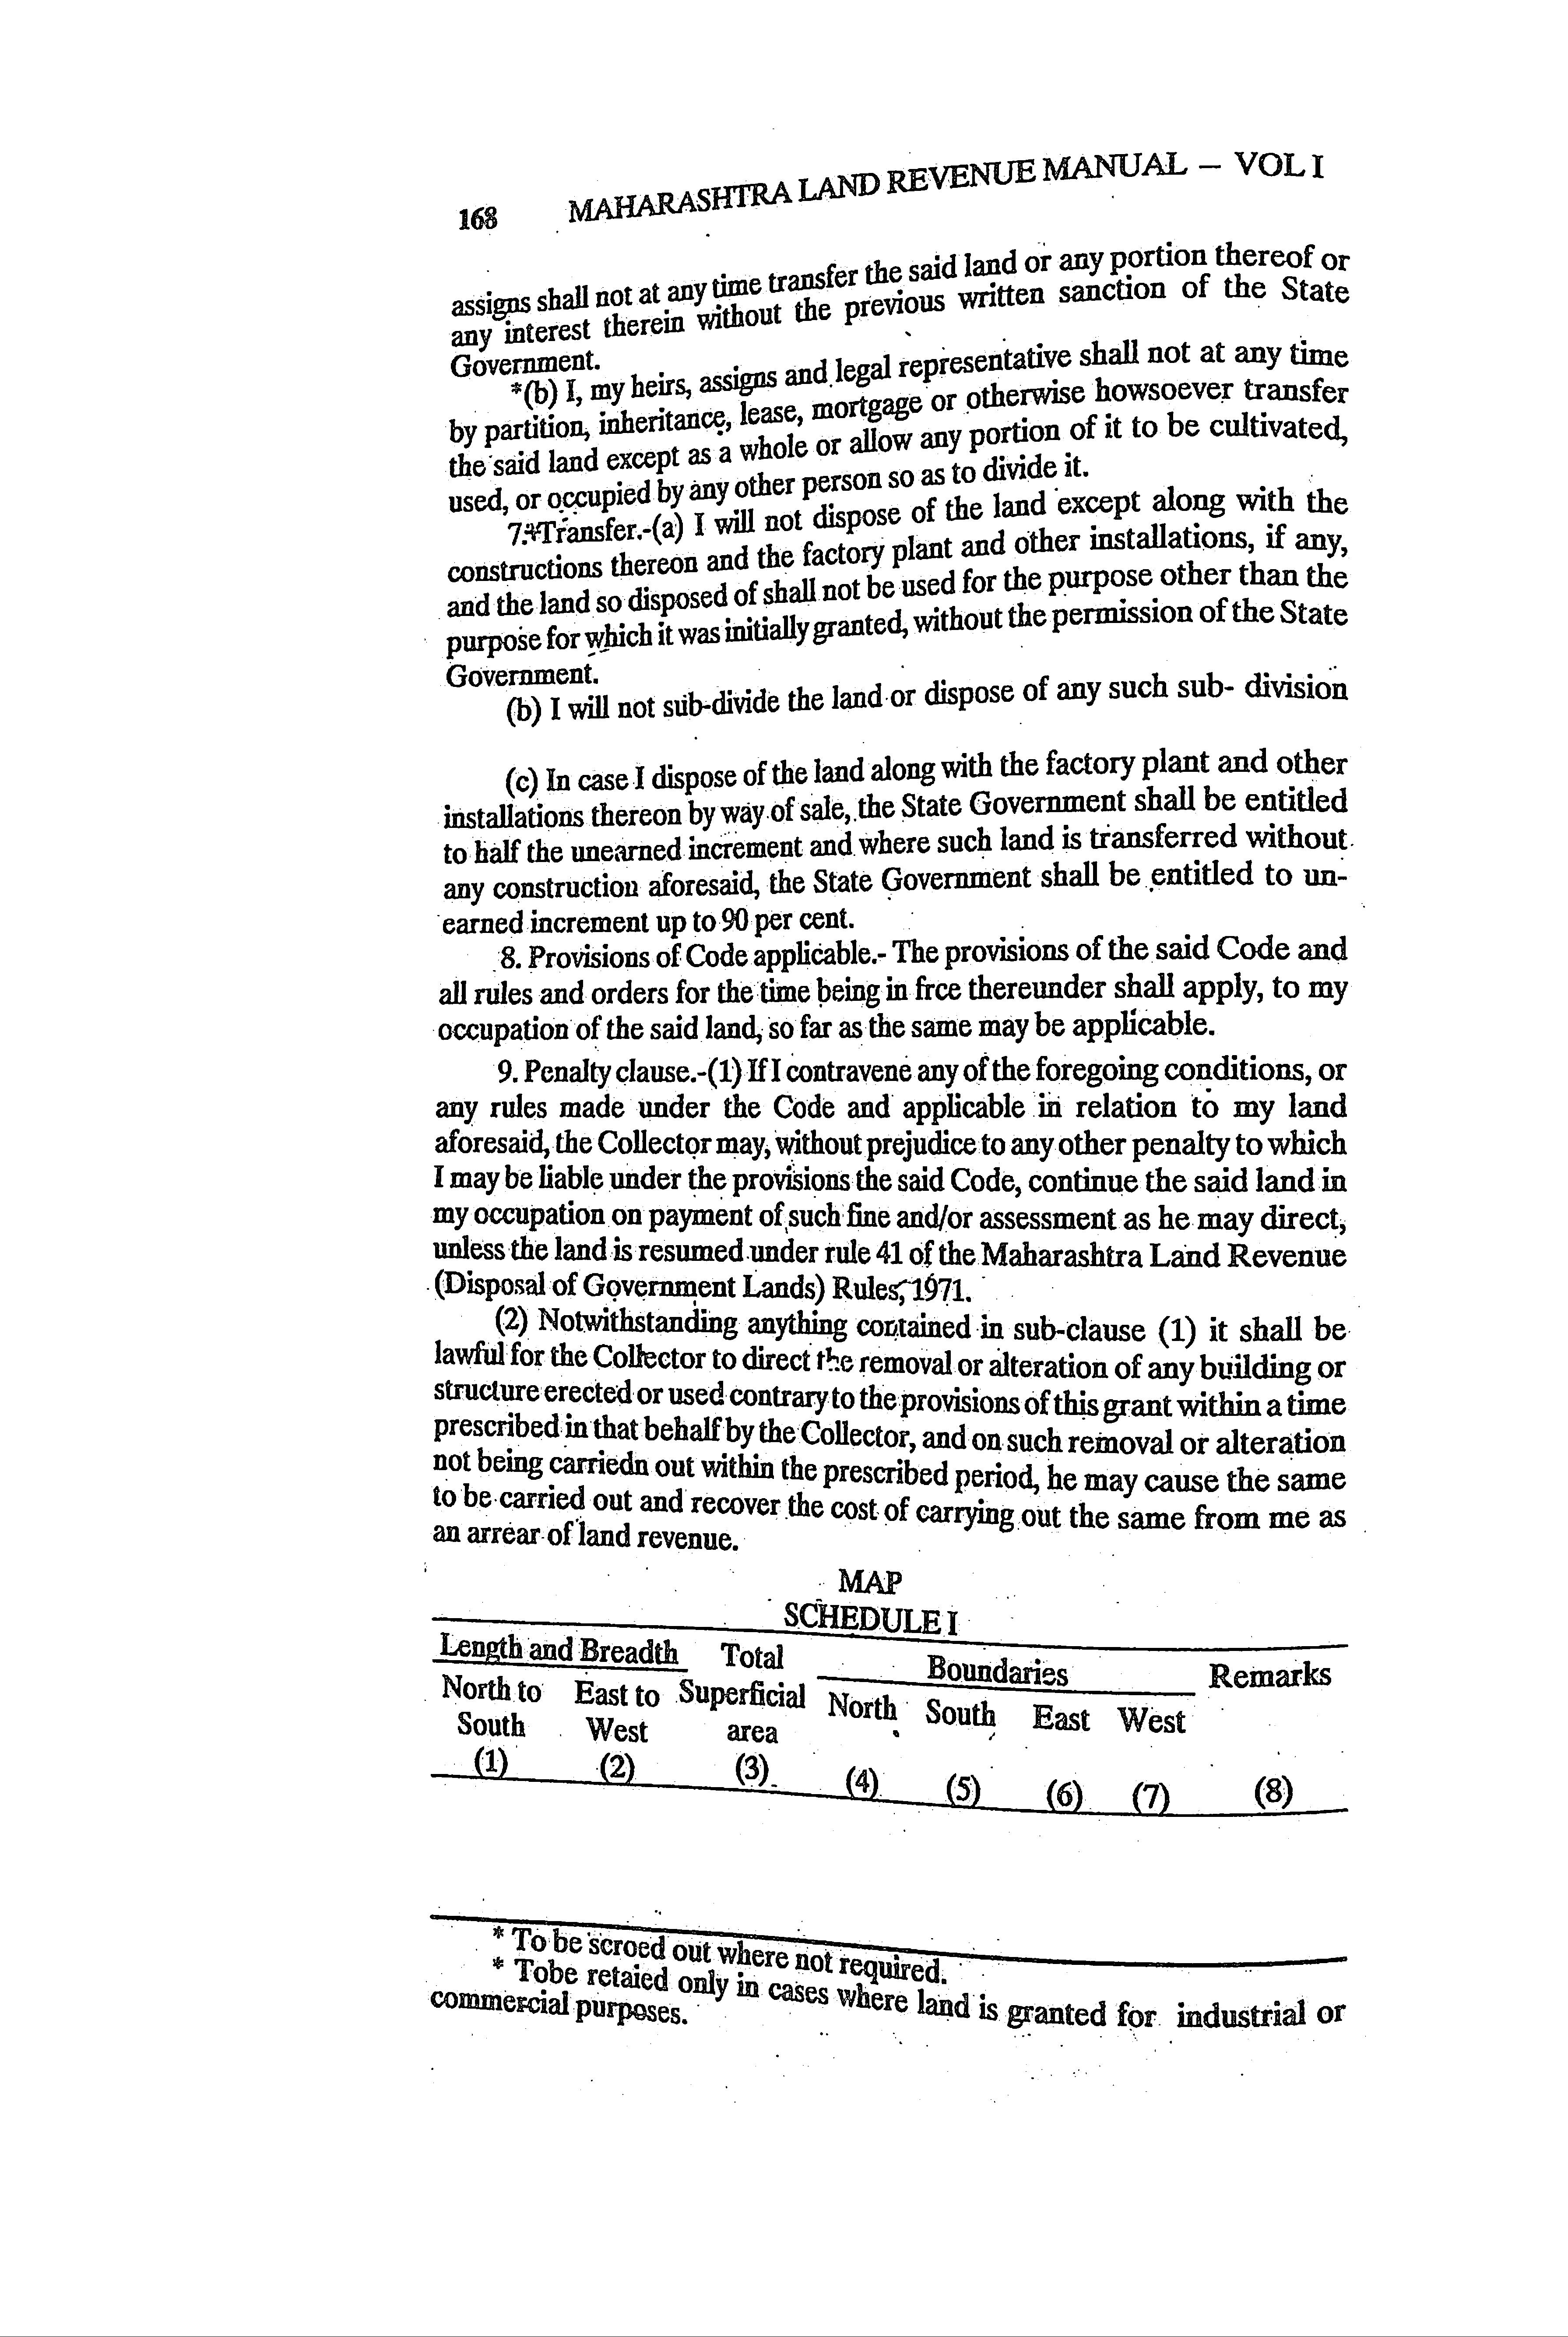 168 MAHARASHTRA LAND REVENUE MANUAL – VOL I
assigns shall not at any time transfer the said land or any portion thereof or
any interest therein without the previous written sanction of the State
Government.
*(b) I, my heirs, assigns and legal representative shall not at any time
by partition, inheritance, lease, mortgage or otherwise howsoever transfer
the said land except as a whole or allow any portion of it to be cultivated,
used, or occupied by any other person so as to divide it.
7.*Transfer.-(a) I will not dispose of the land except along with the
constructions thereon and the factory plant and other installations, if any,
and the land so disposed of shall not be used for the purpose other than the
purpose for which it was initially granted, without the permission of the State
Government.
(b) I will not sub-divide the land or dispose of any such sub- division
(c) In case I dispose of the land along with the factory plant and other
installations thereon by way of sale, the State Government shall be entitled
to half the unearned increment and where such land is transferred without
any construction aforesaid, the State Government shall be entitled to un-
earned increment up to 90 per cent.
8. Provisions of Code applicable.- The provisions of the said Code and
all rules and orders for the time being in frce thereunder shall apply, to my
occupation of the said land, so far as the same may be applicable.
9. Penalty clause.-(1) If I contravene any of the foregoing conditions, or
any rules made under the Code and applicable in relation to my land
aforesaid, the Collector may, without prejudice to any other penalty to which
I may be liable under the provisions the said Code, continue the said land in
my occupation on payment of such fine and/or assessment as he may direct,
unless the land is resumed under rule 41 of the Maharashtra Land Revenue
(Disposal of Government Lands) Rules, 1971.
(2) Notwithstanding anything contained in sub-clause (1) it shall be
lawful for the Collector to direct the removal or alteration of any building or
structure erected or used contrary to the provisions of this grant within a time
prescribed in that behalf by the Collector, and on such removal or alteration
not being carriedn out within the prescribed period, he may cause the same
to be carried out and recover the cost of carrying out the same from me as
an arrear of land revenue.
MAP
SCHEDULE I
Length and Breadth Total Boundaries Remarks
North to East to Superficial North South East West
South West area
(1) (2) (3) (4) (5) (6) (7) (8)
* To be scroed out where not required.
* Tobe retaied only in cases where land is granted for industrial or
commercial purposes.